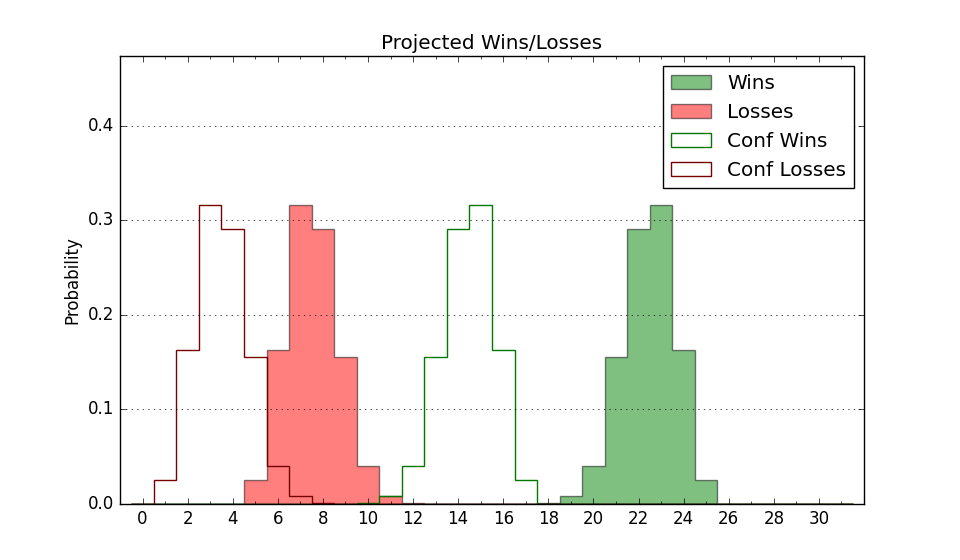 Projected Wins/Losses
Wins
Losses
Conf Wins
Conf Losses
Probability
0.4
0.3
0.2
0.1
0.0
0 2 4 6 8 10 12 14 16 18 20 22 24 26 28 30